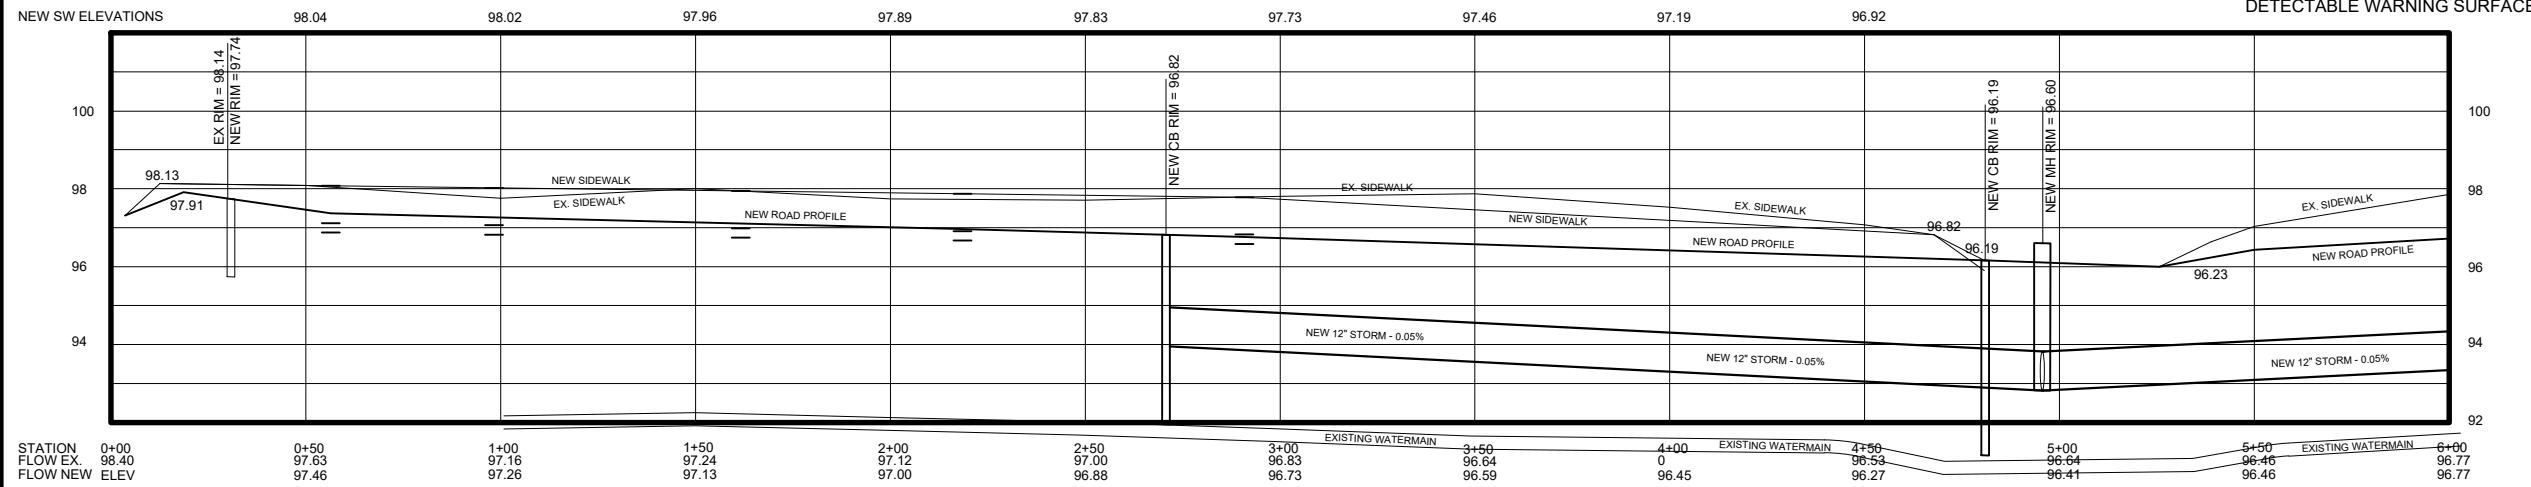 NEW SW ELEVATIONS 98.04 98.02 97.96 97.89 97.83 97.73 97.46 97.19 96.92
DETECTABLE WARNING SURFACE
EX RIM = 98.14
NEW RIM = 97.74
NEW CB RIM = 96.82
NEW CB RIM = 96.19
NEW MH RIM = 96.60
100 100
98.13
NEW SIDEWALK
EX. SIDEWALK
98 98
97.91
EX. SIDEWALK
EX. SIDEWALK
EX. SIDEWALK
NEW ROAD PROFILE
NEW SIDEWALK
96.82
NEW ROAD PROFILE
96.19
NEW ROAD PROFILE
96 96
96.23
NEW 12" STORM - 0.05%
94 94
NEW 12" STORM - 0.05%
NEW 12" STORM - 0.05%
92
EXISTING WATERMAIN
EXISTING WATERMAIN
EXISTING WATERMAIN
STATION 0+00 0+50 1+00 1+50 2+00 2+50 3+00 3+50 4+00 4+50 5+00 5+50 6+00
FLOW EX. 98.40 97.63 97.16 97.24 97.12 97.00 96.83 96.64 0 96.53 96.64 96.46 96.77
FLOW NEW ELEV 97.46 97.26 97.13 97.00 96.88 96.73 96.59 96.45 96.27 96.41 96.46 96.77